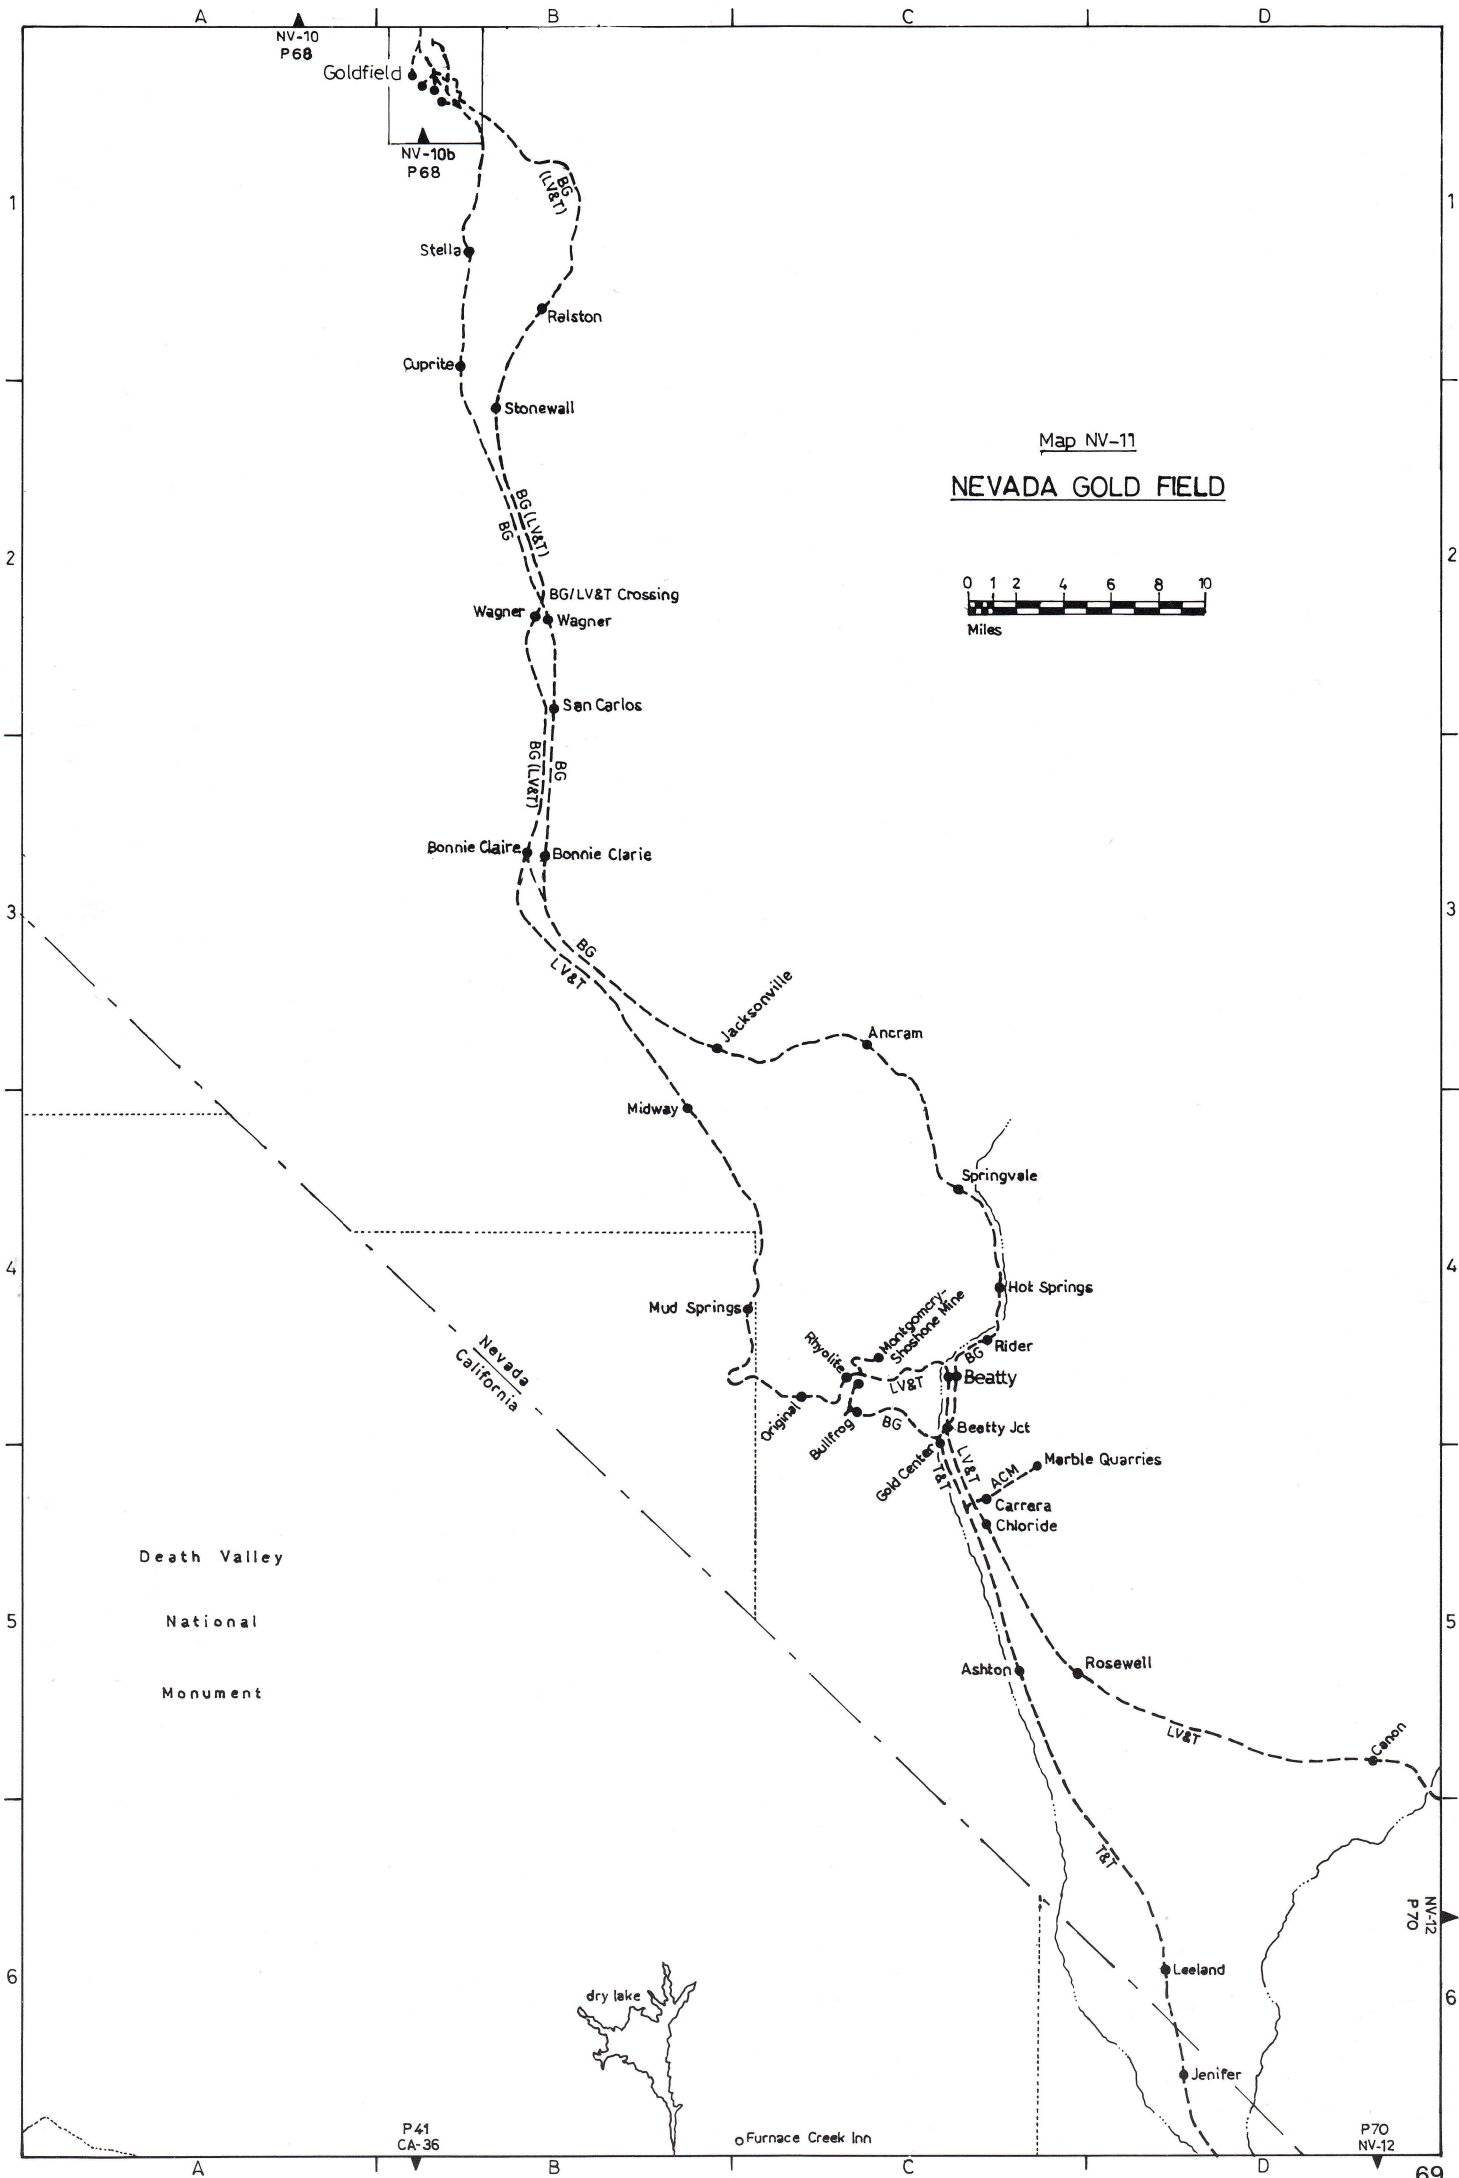 A B C D
NV-10
P68
Goldfield
NV-10b
P68
BG
(LV&T)
1 1
Stella
Ralston
Cuprite
Stonewall
Map NV-11
NEVADA GOLD FIELD
BG (LV&T)
BG
2 2
0 1 2 4 6 8 10
Miles
BG/LV&T Crossing
Wagner
Wagner
San Carlos
BG (LV&T)
BG
Bonnie Claire
Bonnie Clarie
3 3
BG
LV&T
Jacksonville
Ancram
Midway
Springvale
4 4
Hot Springs
Mud Springs
Montgomery-
Shoshone Mine
Rhyolite
Rider
BG
Nevada
California
LV&T
Beatty
Original
Bullfrog
BG
Beatty Jct
Gold Center
T&T
LV&T
ACM
Marble Quarries
Carrara
Chloride
Death Valley
National
Monument
5 5
Ashton
Rosewell
LV&T
Canon
T&T
NV-12
P70
6 6
Leeland
dry lake
Jenifer
P41
CA-36
Furnace Creek Inn
P70
NV-12
A B C D
69